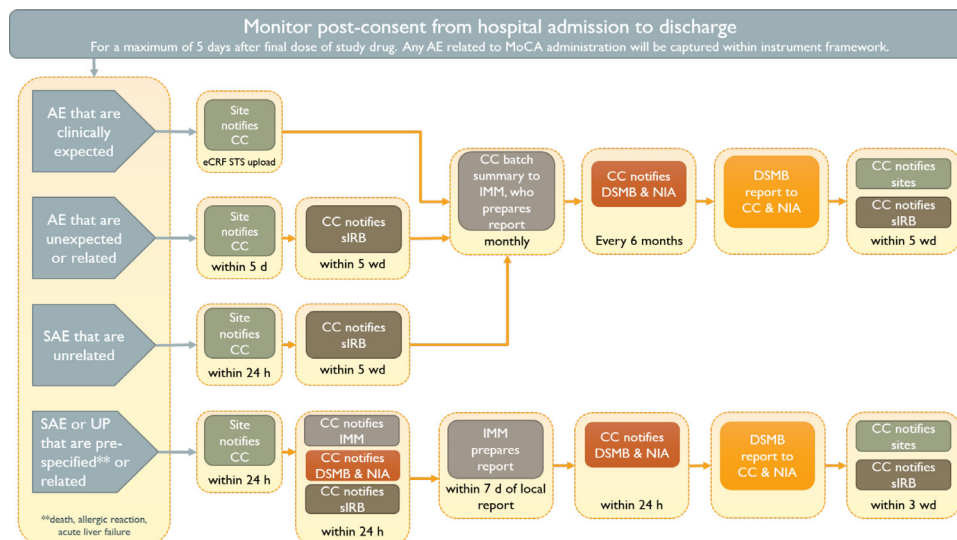 Monitor post-consent from hospital admission to discharge
For a maximum of 5 days after final dose of study drug. Any AE related to MoCA administration will be captured within instrument framework.
AE that are
clinically
expected
Site
notifies
CC
eCRF STS upload
AE that are
unexpected
or related
Site
notifies
CC
within 5 d
CC notifies
sIRB
within 5 wd
SAE that are
unrelated
Site
notifies
CC
within 24 h
CC notifies
sIRB
within 5 wd
CC batch
summary to
IMM, who
prepares
report
monthly
CC notifies
DSMB & NIA
Every 6 months
DSMB
report to
CC & NIA
CC notifies
sites
CC notifies
sIRB
within 5 wd
SAE or UP
that are pre-
specified** or
related
**death, allergic reaction,
acute liver failure
Site
notifies
CC
within 24 h
CC notifies
IMM
CC notifies
DSMB & NIA
CC notifies
sIRB
within 24 h
IMM
prepares
report
within 7 d of local
report
CC notifies
DSMB & NIA
within 24 h
DSMB
report to
CC & NIA
CC notifies
sites
CC notifies
sIRB
within 3 wd